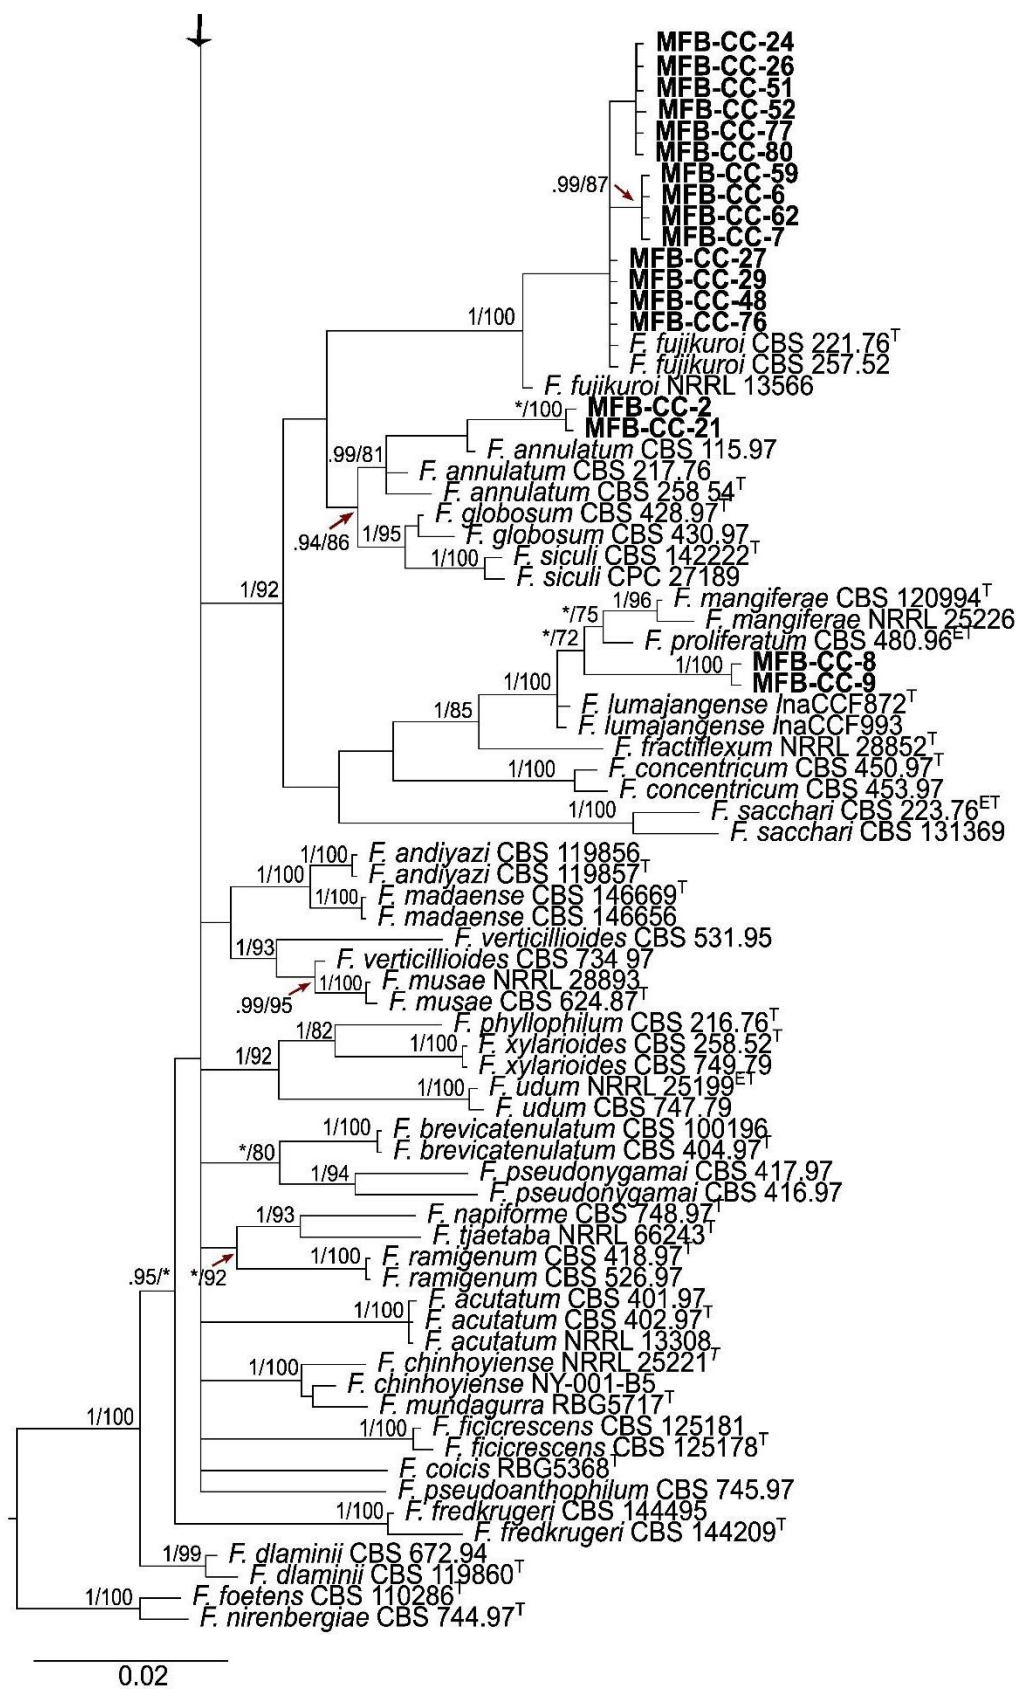 MFB-CC-24
MFB-CC-26
MFB-CC-51
MFB-CC-52
MFB-CC-77
MFB-CC-80
MFB-CC-59
.99/87
MFB-CC-6
MFB-CC-62
MFB-CC-7
MFB-CC-27
MFB-CC-29
MFB-CC-48
1/100
MFB-CC-76
F. fujikuroi CBS 221.76T
F. fujikuroi CBS 257.52
F. fujikuroi NRRL 13566
*/100
MFB-CC-2
MFB-CC-21
.99/81
F. annulatum CBS 115.97
F. annulatum CBS 217.76
F. annulatum CBS 258 54T
F. globosum CBS 428.97T
.94/86
1/95
F. globosum CBS 430.97
1/100
F. siculi CBS 142222T
F. siculi CPC 27189
1/92
1/96
F. mangiferae CBS 120994T
*/75
F. mangiferae NRRL 25226
*/72
F. proliferatum CBS 480.96ET
1/100
MFB-CC-8
MFB-CC-9
1/100
F. lumajangense InaCCF872T
1/85
F. lumajangense InaCCF993
F. fractiflexum NRRL 28852T
1/100
F. concentricum CBS 450.97T
F. concentricum CBS 453.97
1/100
F. sacchari CBS 223.76ET
F. sacchari CBS 131369
1/100
F. andiyazi CBS 119856
1/100
F. andiyazi CBS 119857T
1/100
F. madaense CBS 146669T
F. madaense CBS 146656
1/93
F. verticillioides CBS 531.95
F. verticillioides CBS 734 97
1/100
F. musae NRRL 28893
.99/95
F. musae CBS 624.87T
1/82
F. phyllophilum CBS 216.76T
1/92
1/100
F. xylarioides CBS 258.52T
F. xylarioides CBS 749.79
1/100
F. udum NRRL 25199ET
F. udum CBS 747.79
1/100
F. brevicatenulatum CBS 100196
*/80
F. brevicatenulatum CBS 404.97T
1/94
F. pseudonygamai CBS 417.97
F. pseudonygamai CBS 416.97
1/93
F. napiforme CBS 748.97T
F. tjaetaba NRRL 66243T
1/100
F. ramigenum CBS 418.97T
.95/*
*/92
F. ramigenum CBS 526.97
1/100
F. acutatum CBS 401.97
F. acutatum CBS 402.97T
F. acutatum NRRL 13308
1/100
F. chinhoyiense NRRL 25221T
F. chinhoyiense NY-001-B5
F. mundagurra RBG5717T
1/100
1/100
F. ficicrescens CBS 125181
F. ficicrescens CBS 125178T
F. coicis RBG5368T
F. pseudoanthophilum CBS 745.97
1/100
F. fredkrugeri CBS 144495
F. fredkrugeri CBS 144209T
1/99
F. dlaminii CBS 672.94
F. dlaminii CBS 119860T
1/100
F. foetens CBS 110286T
F. nirenbergiae CBS 744.97T
0.02